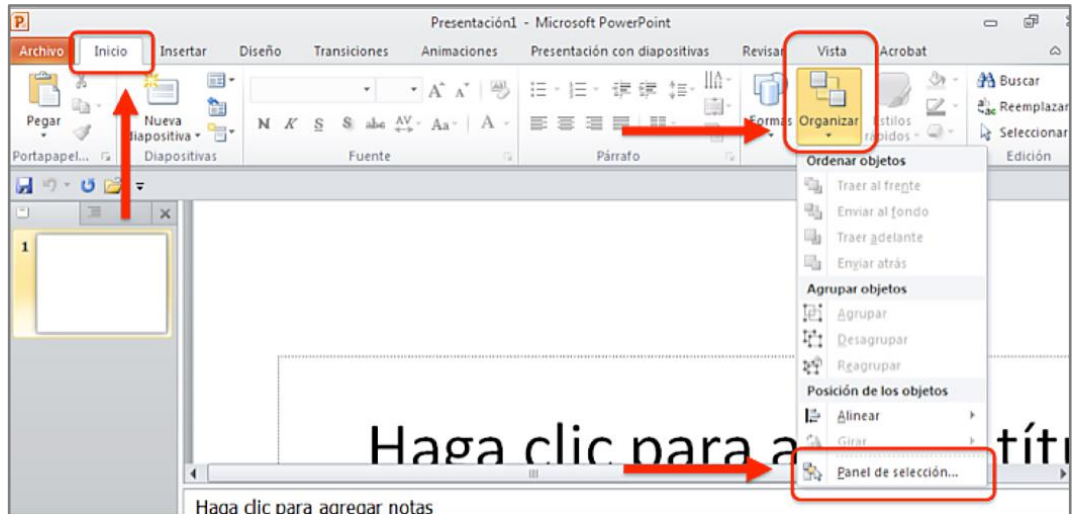 Presentación1 - Microsoft PowerPoint
Archivo Inicio Insertar Diseño Transiciones Animaciones Presentación con diapositivas Revisar Vista Acrobat
Pegar
Nueva diapositiva
N K S S abc AV Aa A
Formas
Organizar
Estilos rápidos
Buscar
Reemplazar
Seleccionar
Portapapel... Diapositivas Fuente Párrafo Edición
Ordenar objetos
Traer al frente
Enviar al fondo
Traer adelante
Enviar atrás
Agrupar objetos
Agrupar
Desagrupar
Reagrupar
Posición de los objetos
Alinear
Girar
Panel de selección...
1
Haga clic para a títu
Haga clic para agregar notas